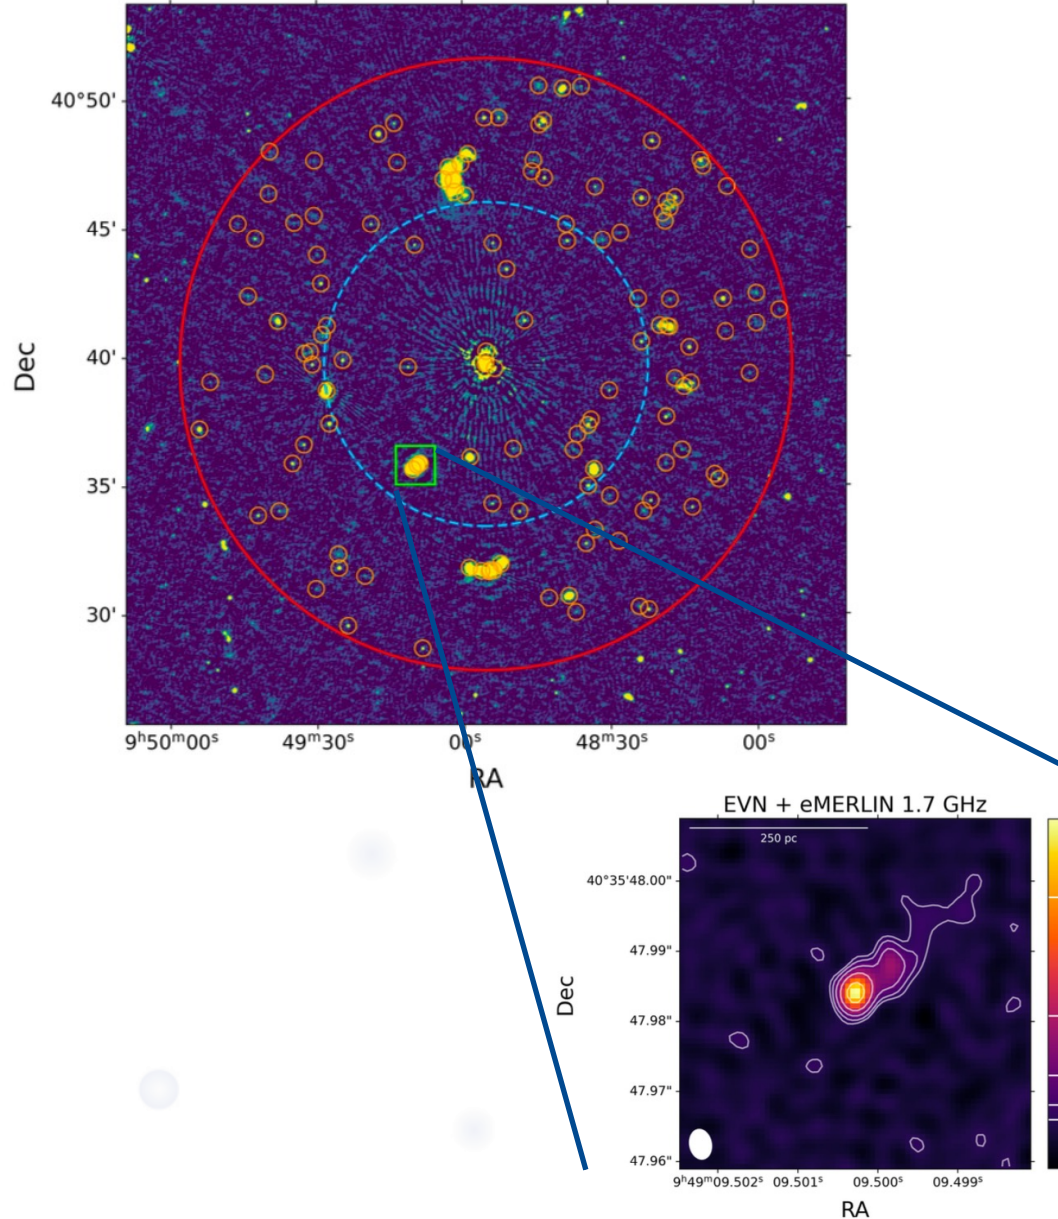 40°50'
45'
40'
35'
30'
Dec
9ʰ50ᵐ00ˢ 49ᵐ30ˢ 00ˢ 48ᵐ30ˢ 00ˢ
RA
EVN + eMERLIN 1.7 GHz
250 pc
40°35'48.00"
47.99"
47.98"
47.97"
47.96"
Dec
9ʰ49ᵐ09.502ˢ 09.501ˢ 09.500ˢ 09.499ˢ
RA